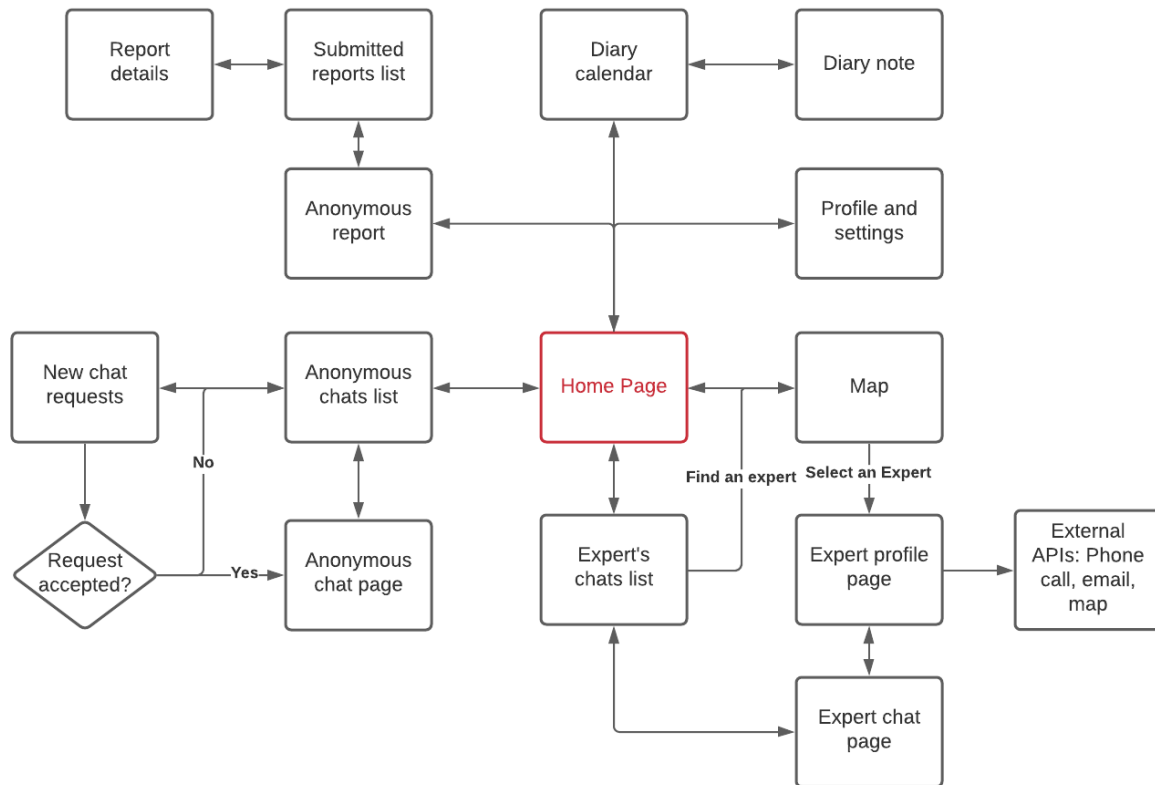 Report
details
Submitted
reports list
Diary
calendar
Diary note
Anonymous
report
Profile and
settings
New chat
requests
Anonymous
chats list
Home Page
Map
No
Find an expert
Select an Expert
Request
accepted?
Yes
Anonymous
chat page
Expert's
chats list
Expert profile
page
External
APIs: Phone
call, email,
map
Expert chat
page